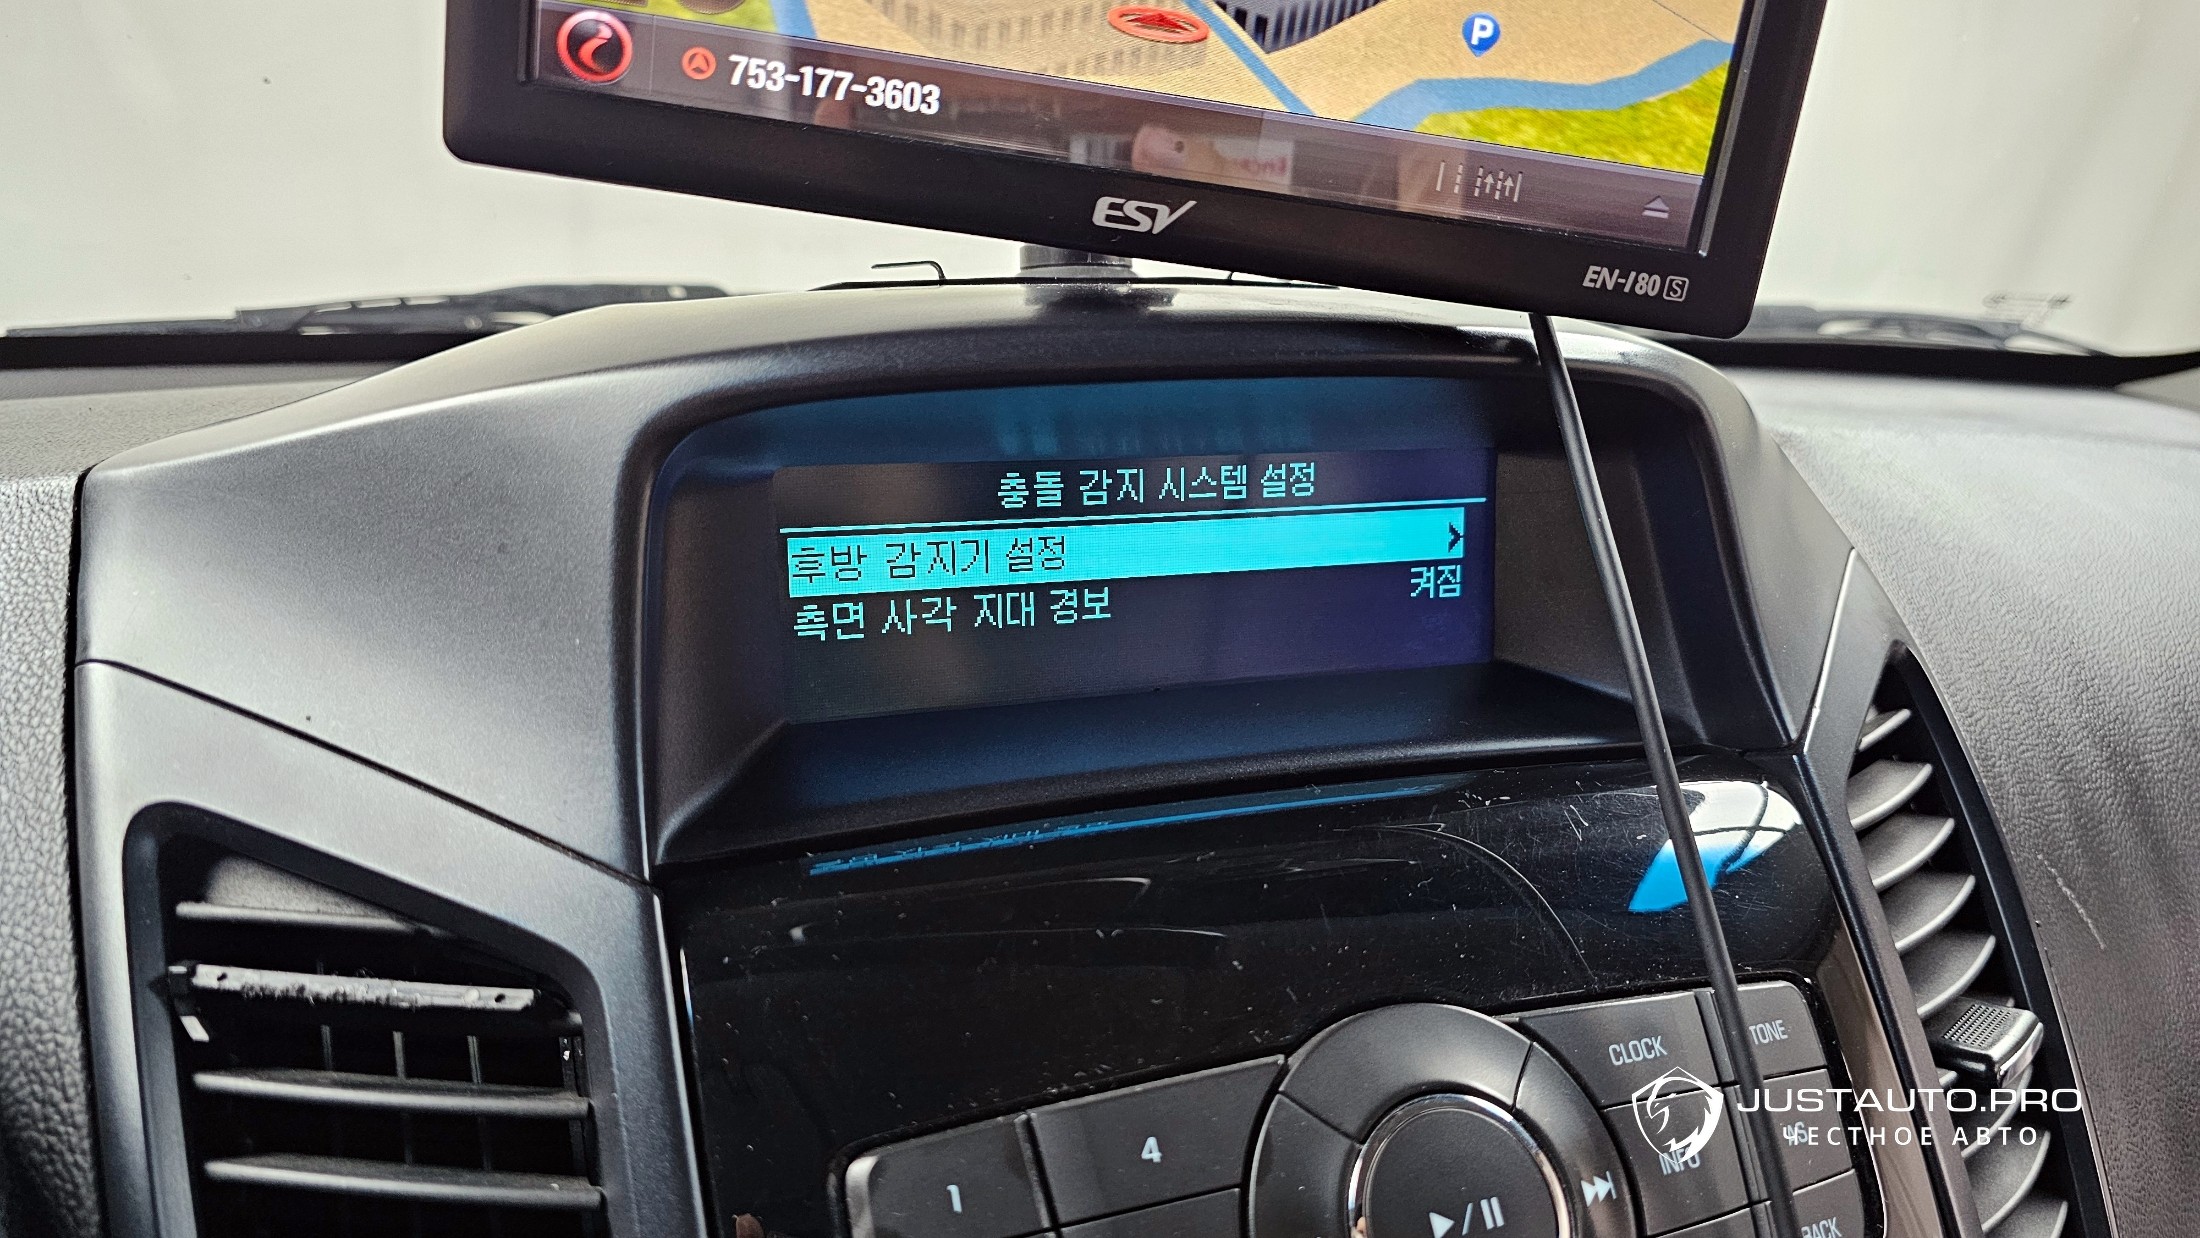 P
753-177-3603
ESV
EN-180 S
충돌 감지 시스템 설정
후방 감지기 설정 >
측면 사각 지대 경보 켜짐
CLOCK
TONE
INFO
BACK
1
4
JUSTAUTO.PRO
ЧЕСТНОЕ АВТО